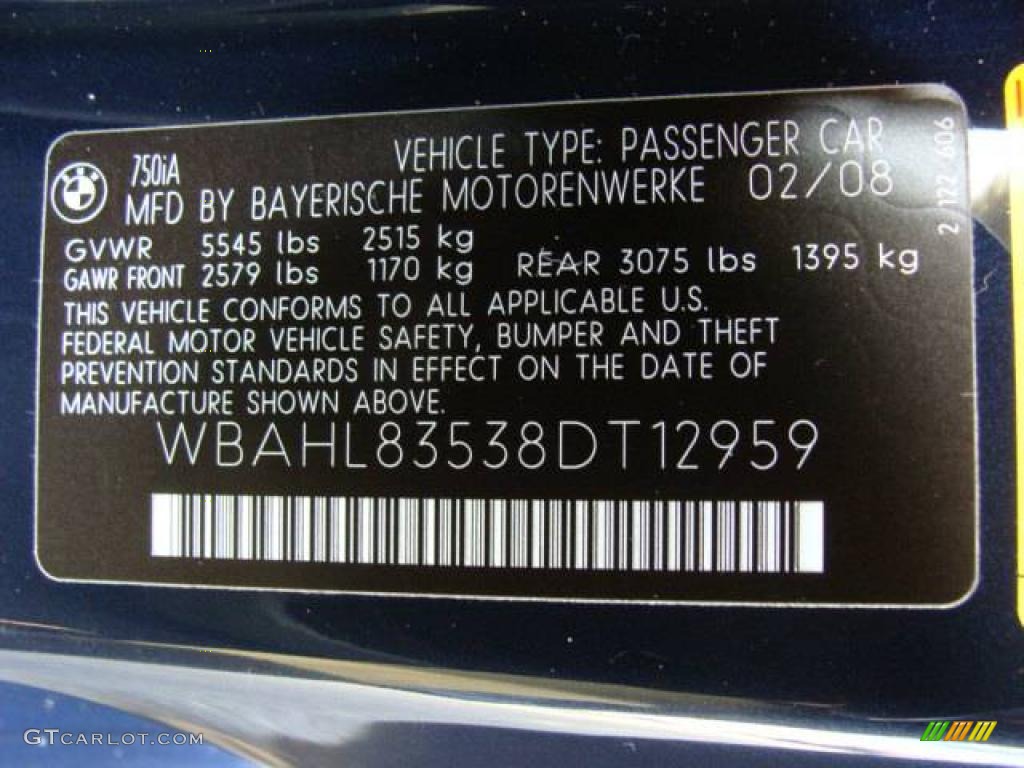 750iA
VEHICLE TYPE: PASSENGER CAR
MFD BY BAYERISCHE MOTORENWERKE 02/08
GVWR 5545 lbs 2515 kg
GAWR FRONT 2579 lbs 1170 kg REAR 3075 lbs 1395 kg
THIS VEHICLE CONFORMS TO ALL APPLICABLE U.S.
FEDERAL MOTOR VEHICLE SAFETY, BUMPER AND THEFT
PREVENTION STANDARDS IN EFFECT ON THE DATE OF
MANUFACTURE SHOWN ABOVE.
WBAHL83538DT12959
2 122 606
GTCARLOT.COM